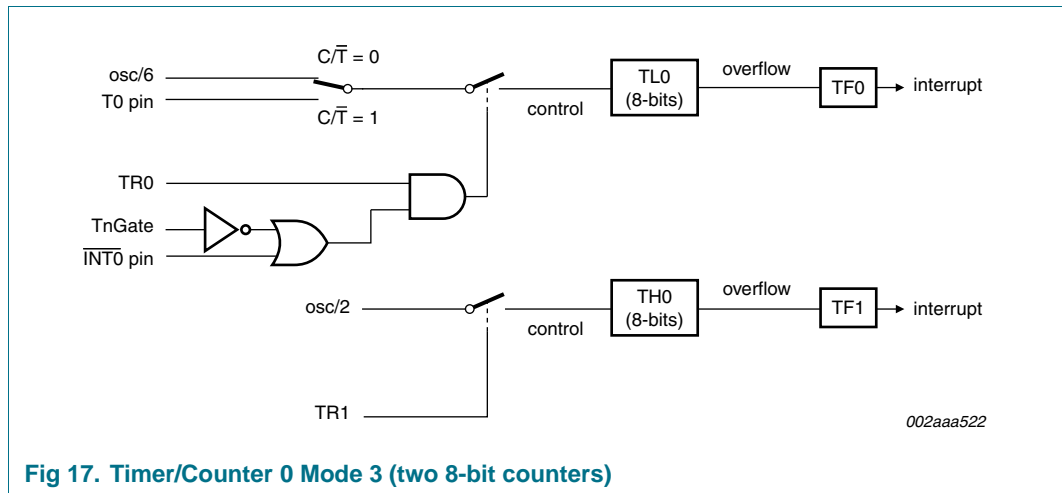 C/T̅ = 0
osc/6
T0 pin
C/T̅ = 1
control
TL0
(8-bits)
overflow
TF0
interrupt
TR0
TnGate
I̅N̅T̅0̅ pin
osc/2
control
TH0
(8-bits)
overflow
TF1
interrupt
TR1
002aaa522
Fig 17. Timer/Counter 0 Mode 3 (two 8-bit counters)